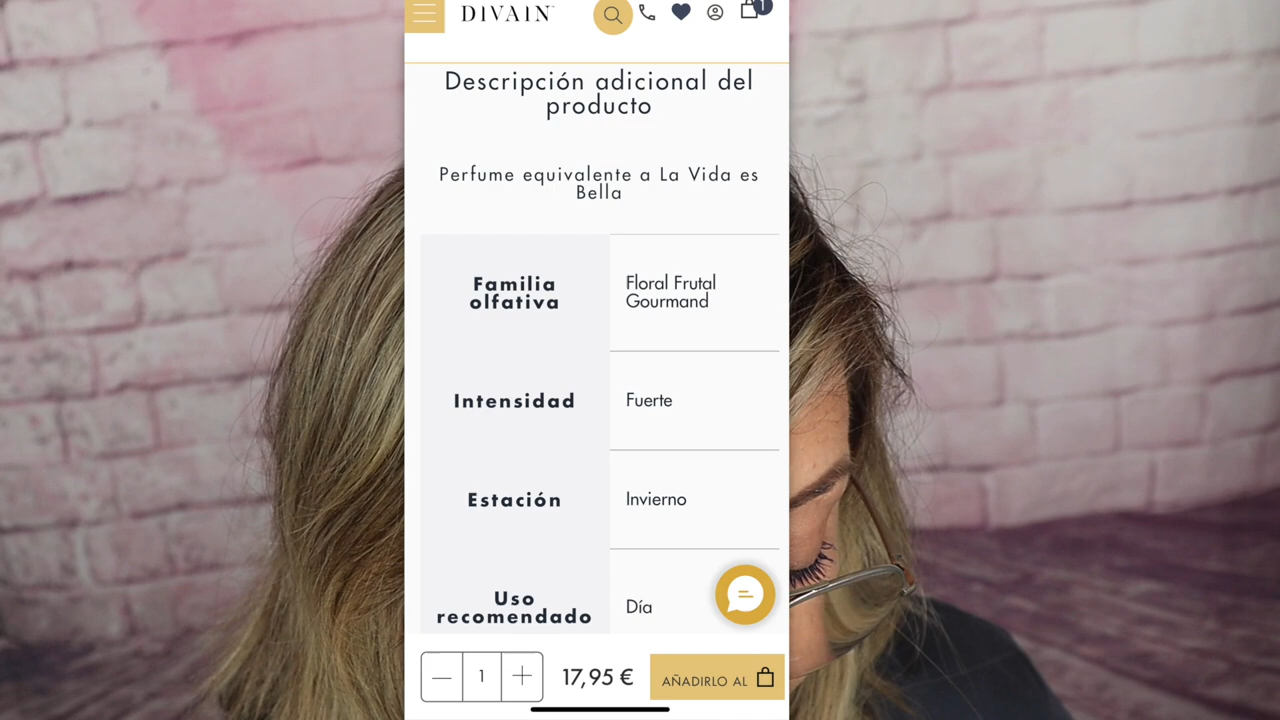 DIVAIN
1
Descripción adicional del
producto
Perfume equivalente a La Vida es
Bella
Familia
olfativa
Floral Frutal
Gourmand
Intensidad
Fuerte
Estación
Invierno
Uso
recomendado
Día
1
17,95 €
AÑADIRLO AL